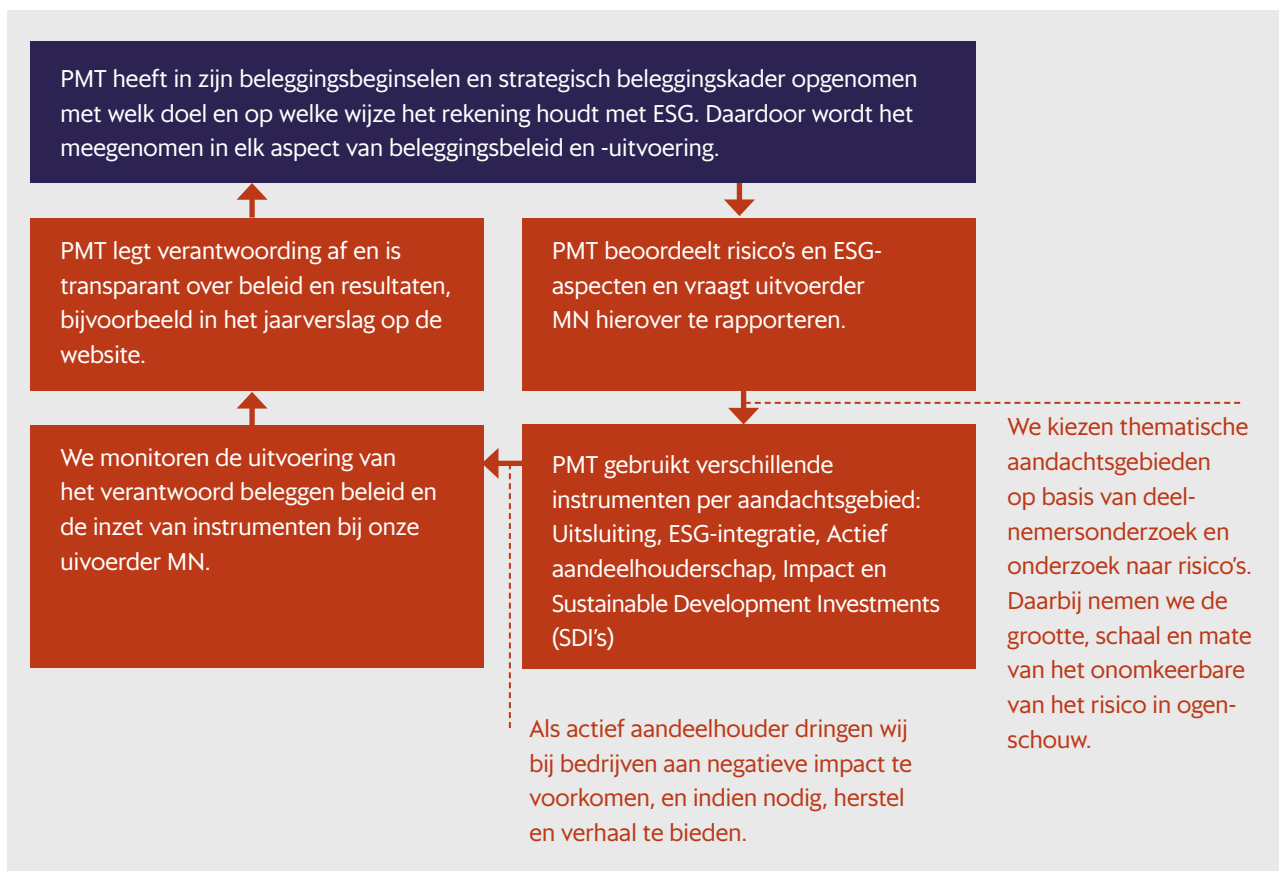 PMT heeft in zijn beleggingsbeginselen en strategisch beleggingskader opgenomen
met welk doel en op welke wijze het rekening houdt met ESG. Daardoor wordt het
meegenomen in elk aspect van beleggingsbeleid en -uitvoering.
PMT legt verantwoording af en is
transparant over beleid en resultaten,
bijvoorbeeld in het jaarverslag op de
website.
PMT beoordeelt risico's en ESG-
aspecten en vraagt uitvoerder
MN hierover te rapporteren.
We monitoren de uitvoering van
het verantwoord beleggen beleid en
de inzet van instrumenten bij onze
uivoerder MN.
PMT gebruikt verschillende
instrumenten per aandachtsgebied:
Uitsluiting, ESG-integratie, Actief
aandeelhouderschap, Impact en
Sustainable Development Investments
(SDI's)
We kiezen thematische
aandachtsgebieden
op basis van deel-
nemersonderzoek en
onderzoek naar risico's.
Daarbij nemen we de
grootte, schaal en mate
van het onomkeerbare
van het risico in ogen-
schouw.
Als actief aandeelhouder dringen wij
bij bedrijven aan negatieve impact te
voorkomen, en indien nodig, herstel
en verhaal te bieden.